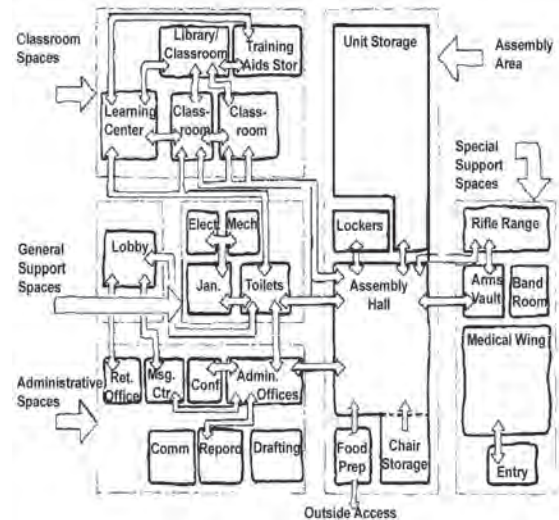 Classroom
Spaces
Library/
Classroom
Training
Aids Stor
Unit Storage
Assembly
Area
Learning
Center
Class-
room
Class-
room
Special
Support
Spaces
Elect
Mech
Lockers
Rifle Range
Lobby
General
Support
Spaces
Jan.
Toilets
Assembly
Hall
Arms
Vault
Band
Room
Medical Wing
Ret.
Office
Msg.
Ctr
Conf
Admin.
Offices
Administrative
Spaces
Comm
Repord
Drafting
Food
Prep
Chair
Storage
Entry
Outside Access